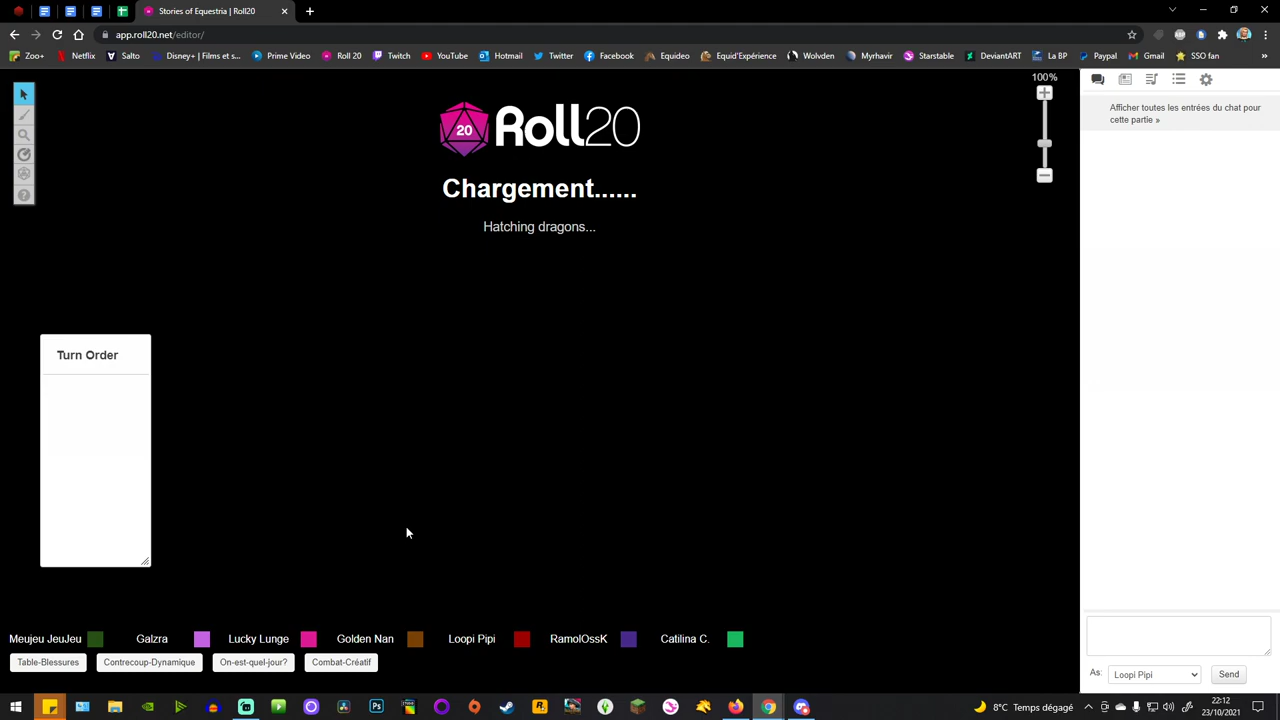 Stories of Equestria | Roll20
app.roll20.net/editor/
Zoo+ Netflix Salto Disney+ | Films et s... Prime Video Roll 20 Twitch YouTube Hotmail Twitter Facebook Equideo Equid'Expérience Wolvden Myrhavir Starstable DeviantART La BP Paypal Gmail SSO fan »
20 Roll20
100%
Chargement......
Hatching dragons...
Afficher toutes les entrées du chat pour
cette partie »
Turn Order
Meujeu JeuJeu Galzra Lucky Lunge Golden Nan Loopi Pipi RamolOssK Catilina C.
Table-Blessures Contrecoup-Dynamique On-est-quel-jour? Combat-Créatif
As: Loopi Pipi Send
8°C Temps dégagé
22:12
23/10/2021